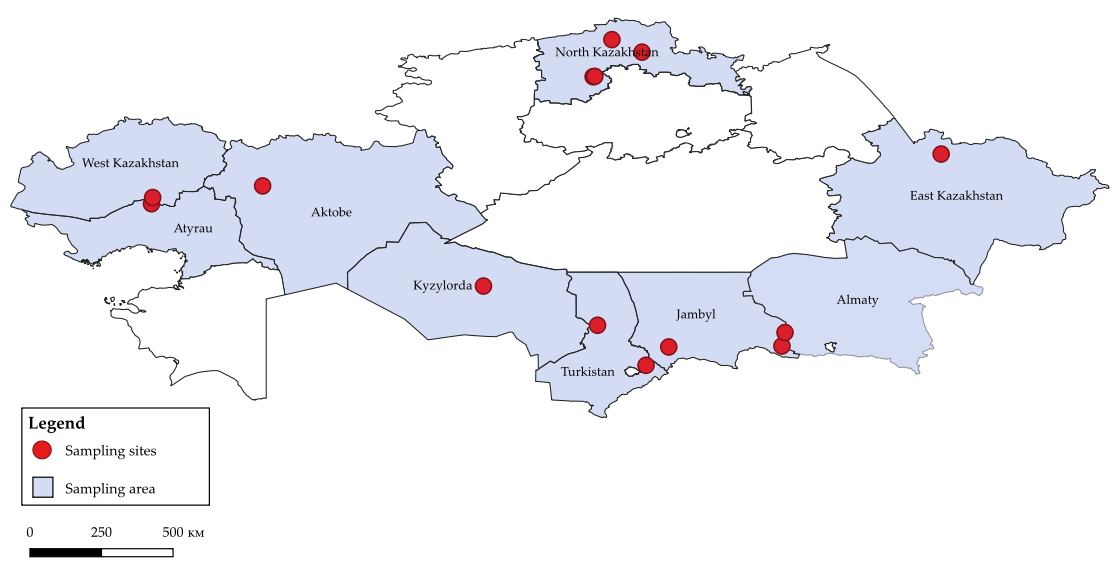 North Kazakhstan
West Kazakhstan
East Kazakhstan
Aktobe
Atyrau
Kyzylorda
Almaty
Jambyl
Turkistan
Legend
Sampling sites
Sampling area
0 250 500 км